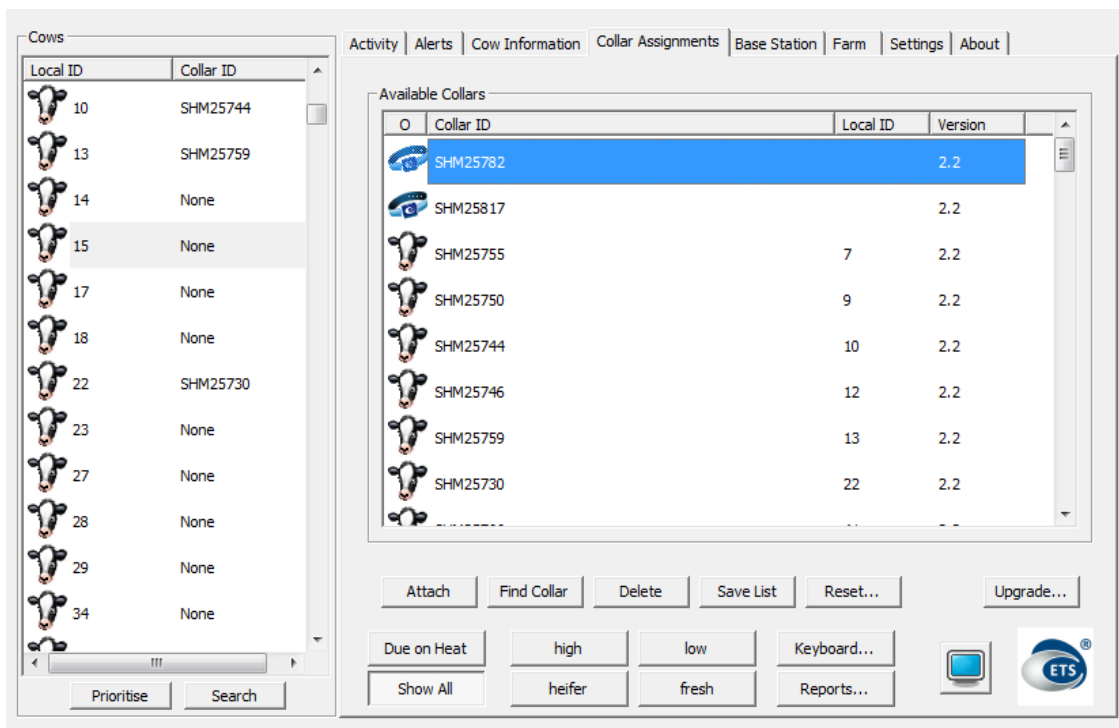 Cows
Local ID Collar ID
10 SHM25744
13 SHM25759
14 None
15 None
17 None
18 None
22 SHM25730
23 None
27 None
28 None
29 None
34 None
Prioritise Search
Activity Alerts Cow Information Collar Assignments Base Station Farm Settings About
Available Collars
O Collar ID Local ID Version
SHM25782 2.2
SHM25817 2.2
SHM25755 7 2.2
SHM25750 9 2.2
SHM25744 10 2.2
SHM25746 12 2.2
SHM25759 13 2.2
SHM25730 22 2.2
Attach Find Collar Delete Save List Reset... Upgrade...
Due on Heat high low Keyboard...
Show All heifer fresh Reports...
ETS ®